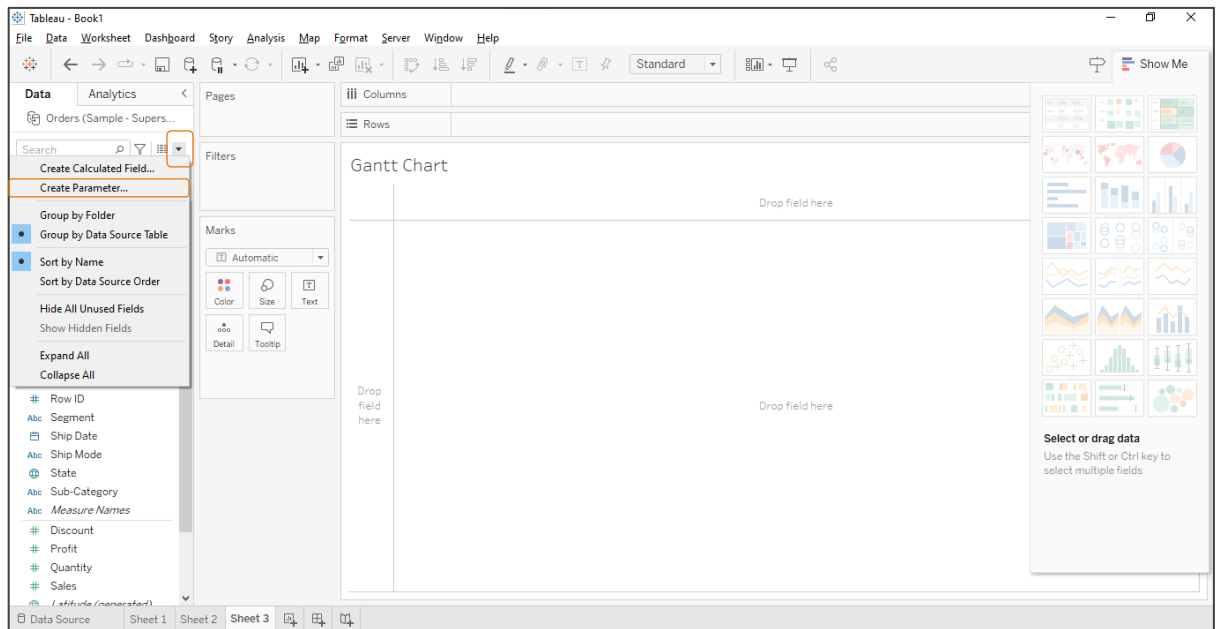 Tableau - Book1
File Data Worksheet Dashboard Story Analysis Map Format Server Window Help
Standard
Show Me
Data Analytics
Orders (Sample - Supers...
Search
Create Calculated Field...
Create Parameter...
Group by Folder
Group by Data Source Table
Sort by Name
Sort by Data Source Order
Hide All Unused Fields
Show Hidden Fields
Expand All
Collapse All
# Row ID
Abc Segment
Ship Date
Abc Ship Mode
State
Abc Sub-Category
Abc Measure Names
# Discount
# Profit
# Quantity
# Sales
Latitude (generated)
Pages
Filters
Marks
T Automatic
Color Size Text
Detail Tooltip
iii Columns
Rows
Gantt Chart
Drop field here
Drop
field
here
Drop field here
Select or drag data
Use the Shift or Ctrl key to
select multiple fields
Data Source Sheet 1 Sheet 2 Sheet 3